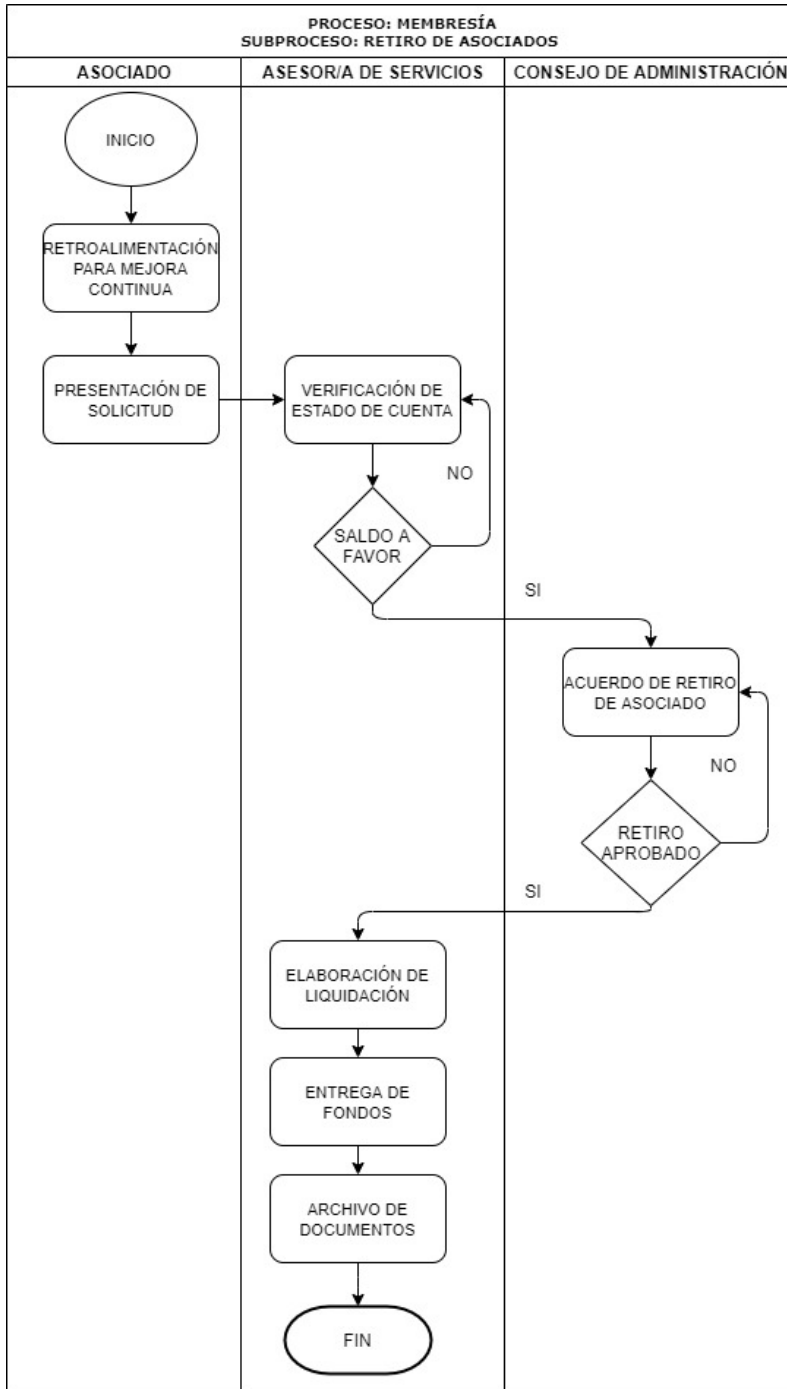 PROCESO: MEMBRESÍA
SUBPROCESO: RETIRO DE ASOCIADOS
ASOCIADO
ASESOR/A DE SERVICIOS
CONSEJO DE ADMINISTRACIÓN
INICIO
RETROALIMENTACIÓN
PARA MEJORA
CONTINUA
PRESENTACIÓN DE
SOLICITUD
VERIFICACIÓN DE
ESTADO DE CUENTA
NO
SALDO A
FAVOR
SI
ACUERDO DE RETIRO
DE ASOCIADO
NO
RETIRO
APROBADO
SI
ELABORACIÓN DE
LIQUIDACIÓN
ENTREGA DE
FONDOS
ARCHIVO DE
DOCUMENTOS
FIN